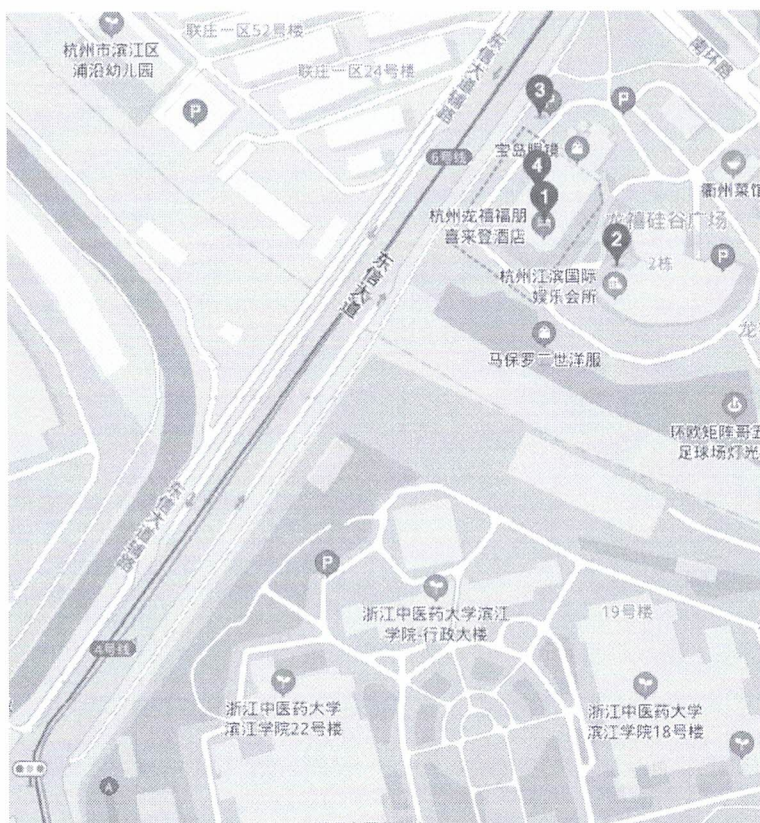 联庄一区52号楼
杭州市滨江区
浦沿幼儿园
联庄一区24号楼
东信大道辅路
南环路
P
3
P
6号线
宝岛眼镜
4
衢州菜馆
1
杭州龙禧福朋
喜来登酒店
龙禧硅谷广场
2
2栋
P
杭州江滨国际
娱乐会所
东信大道
马保罗二世洋服
龙
环欧矩阵哥五
足球场灯光
东信大道辅路
P
浙江中医药大学滨江
学院-行政大楼
19号楼
4号线
浙江中医药大学
滨江学院22号楼
浙江中医药大学
滨江学院18号楼
A